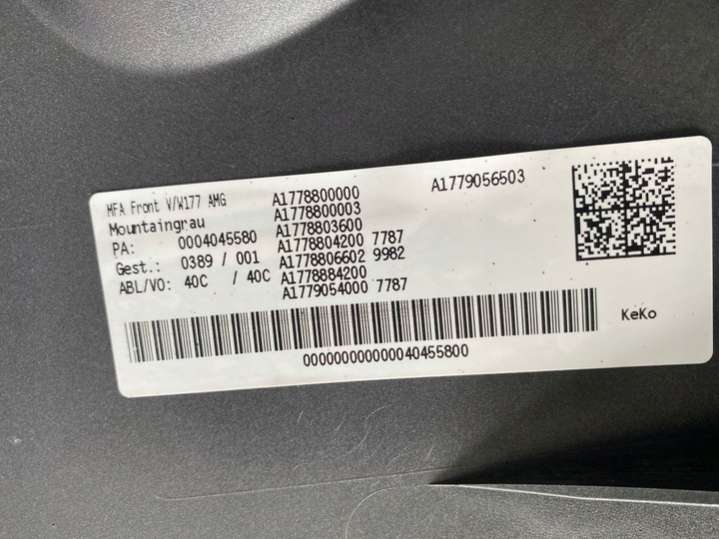 MFA Front V/W177 AMG
Mountaingrau
PA: 0004045580
Gest.: 0389 / 001
ABL/VO: 40C / 40C
A1778800000
A1778800003
A1778803600
A1778804200 7787
A1778806602 9982
A1778884200
A1779054000 7787
A1779056503
KeKo
000000000000040455800